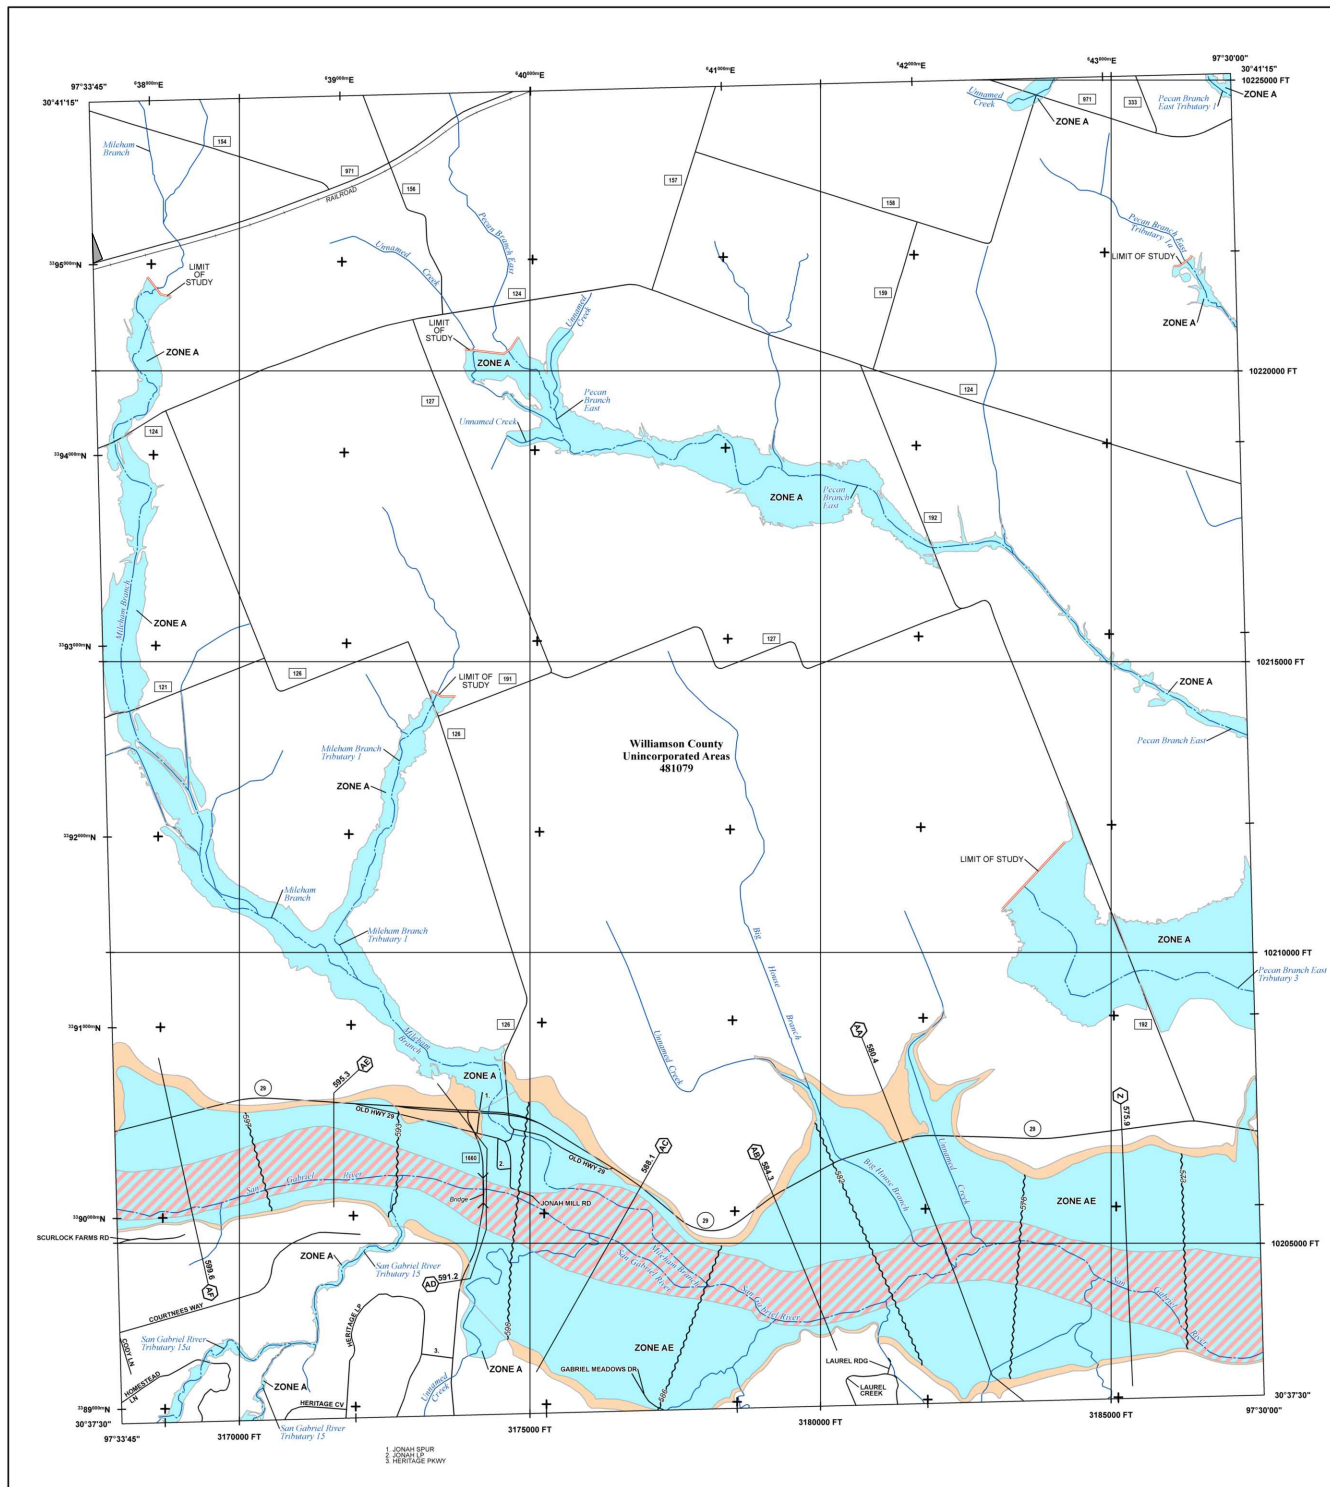 97°33'45"
30°41'15"
⁶38⁰⁰⁰ᵐE
⁶39⁰⁰⁰ᵐE
⁶40⁰⁰⁰ᵐE
⁶41⁰⁰⁰ᵐE
⁶42⁰⁰⁰ᵐE
⁶43⁰⁰⁰ᵐE
97°30'00"
30°41'15"
10225000 FT
Mileham
Branch
154
971
RAILROAD
156
157
158
159
Unnamed
Creek
ZONE A
971
333
Pecan Branch
East Tributary 1
ZONE A
Pecan Branch East
Unnamed
Creek
Pecan Branch East
Tributary 1a
LIMIT OF STUDY
ZONE A
³³95⁰⁰⁰ᵐN
LIMIT
OF
STUDY
ZONE A
124
LIMIT
OF
STUDY
ZONE A
Unnamed
Creek
10220000 FT
127
124
124
Pecan
Branch
East
Unnamed Creek
³³94⁰⁰⁰ᵐN
ZONE A
Pecan
Branch
East
192
Mileham Branch
ZONE A
³³93⁰⁰⁰ᵐN
127
10215000 FT
121
126
191
LIMIT OF
STUDY
126
ZONE A
Pecan Branch East
Mileham Branch
Tributary 1
ZONE A
Williamson County
Unincorporated Areas
481079
³³92⁰⁰⁰ᵐN
LIMIT OF STUDY
Mileham
Branch
Mileham Branch
Tributary 1
Big
House
Branch
ZONE A
10210000 FT
Pecan Branch East
Tributary 3
³³91⁰⁰⁰ᵐN
Mileham
Branch
126
Unnamed
Creek
AA
580.4
192
AE
595.3
ZONE A
1.
29
OLD HWY 29
597
593
Z
575.9
29
1660
2.
OLD HWY 29
AC
588.1
AB
584.3
582
Big House Branch
Unnamed
Creek
578
573
ZONE AE
San Gabriel River
Bridge
JONAH MILL RD
29
³³90⁰⁰⁰ᵐN
SCURLOCK FARMS RD
10205000 FT
ZONE A
San Gabriel River
Tributary 15
599.6
AF
AD
591.2
Mileham Branch
San Gabriel River
San Gabriel River
San
Gabriel
River
COURTNEES WAY
HERITAGE LP
CODY LN
San Gabriel River
Tributary 15a
3.
ZONE AE
ZONE A
LAUREL RDG
GABRIEL MEADOWS DR
586
HOMESTEAD
LN
ZONE A
Unnamed
Creek
LAUREL
CREEK
HERITAGE CV
³³89⁰⁰⁰ᵐN
30°37'30"
97°33'45"
San Gabriel River
Tributary 15
3170000 FT
3175000 FT
3180000 FT
3185000 FT
30°37'30"
97°30'00"
1. JONAH SPUR
2. JONAH LP
3. HERITAGE PKWY